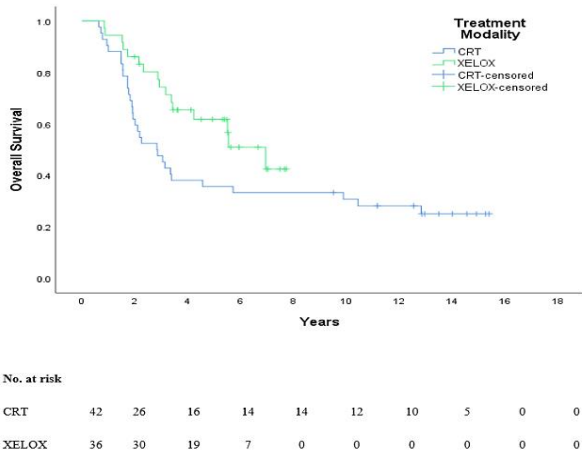 Treatment
Modality
CRT
XELOX
CRT-censored
XELOX-censored
Overall Survival
1.0
0.8
0.6
0.4
0.2
0.0
0 2 4 6 8 10 12 14 16 18
Years
No. at risk
CRT 42 26 16 14 14 12 10 5 0 0
XELOX 36 30 19 7 0 0 0 0 0 0